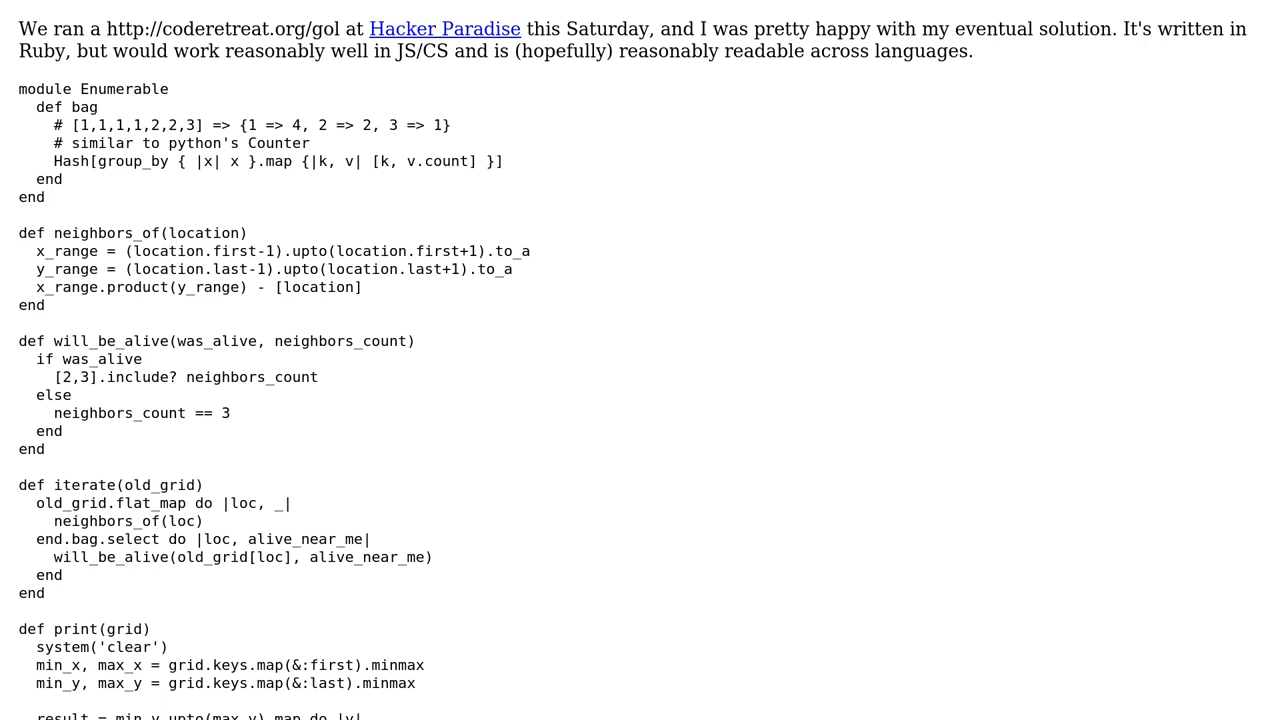 We ran a http://coderetreat.org/gol at Hacker Paradise this Saturday, and I was pretty happy with my eventual solution. It's written in
Ruby, but would work reasonably well in JS/CS and is (hopefully) reasonably readable across languages.
module Enumerable
  def bag
    # [1,1,1,1,2,2,3] => {1 => 4, 2 => 2, 3 => 1}
    # similar to python's Counter
    Hash[group_by { |x| x }.map {|k, v| [k, v.count] }]
  end
end
def neighbors_of(location)
  x_range = (location.first-1).upto(location.first+1).to_a
  y_range = (location.last-1).upto(location.last+1).to_a
  x_range.product(y_range) - [location]
end
def will_be_alive(was_alive, neighbors_count)
  if was_alive
    [2,3].include? neighbors_count
  else
    neighbors_count == 3
  end
end
def iterate(old_grid)
  old_grid.flat_map do |loc, _|
    neighbors_of(loc)
  end.bag.select do |loc, alive_near_me|
    will_be_alive(old_grid[loc], alive_near_me)
  end
end
def print(grid)
  system('clear')
  min_x, max_x = grid.keys.map(&:first).minmax
  min_y, max_y = grid.keys.map(&:last).minmax
  result = min_y.upto(max_y).map do |y|